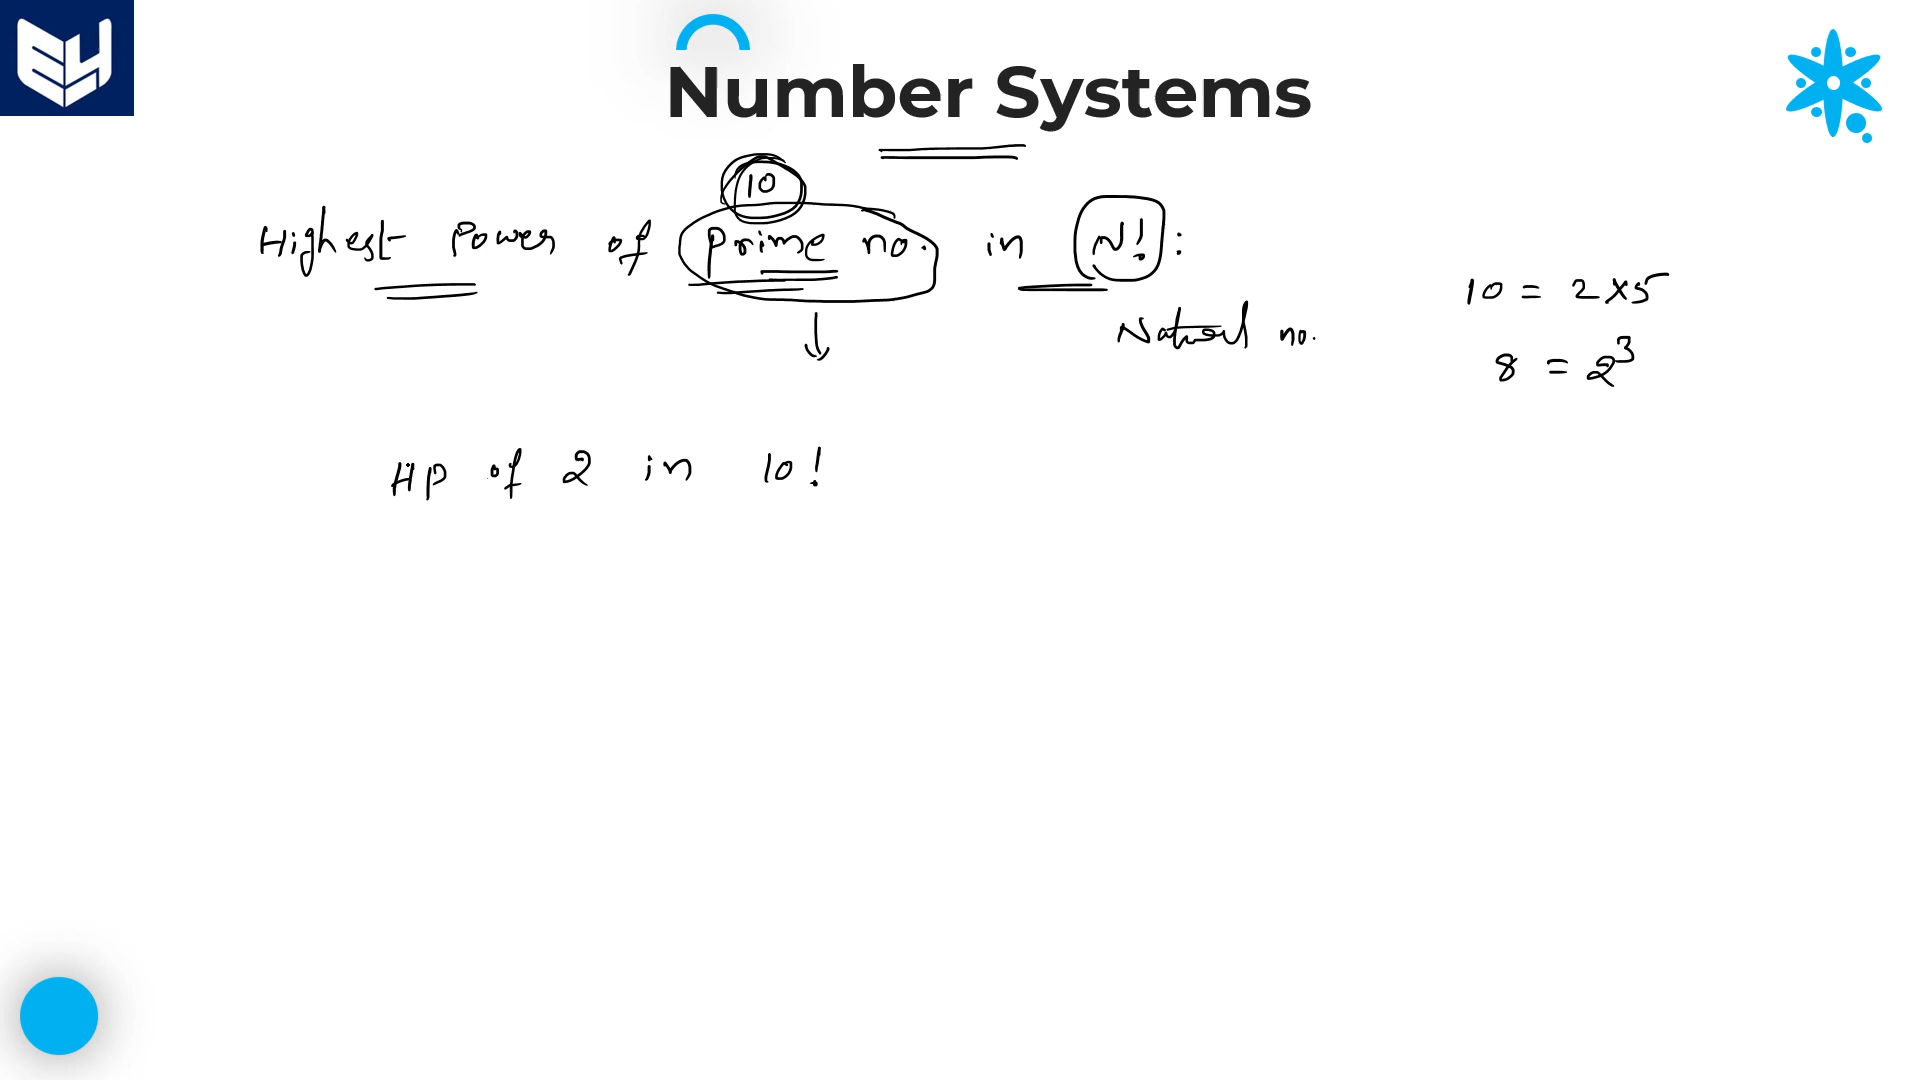 Number Systems
10
Highest Power of Prime no. in N! :
Natural no.
10 = 2 x 5
8 = 2³
HP of 2 in 10!